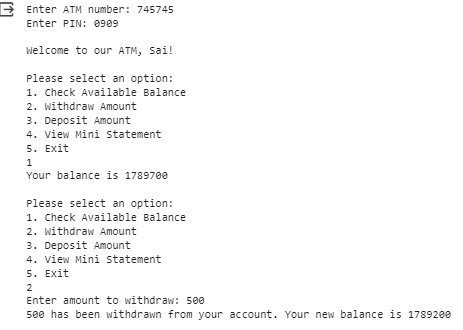 Enter ATM number: 745745
Enter PIN: 0909
Welcome to our ATM, Sai!
Please select an option:
1. Check Available Balance
2. Withdraw Amount
3. Deposit Amount
4. View Mini Statement
5. Exit
1
Your balance is 1789700
Please select an option:
1. Check Available Balance
2. Withdraw Amount
3. Deposit Amount
4. View Mini Statement
5. Exit
2
Enter amount to withdraw: 500
500 has been withdrawn from your account. Your new balance is 1789200